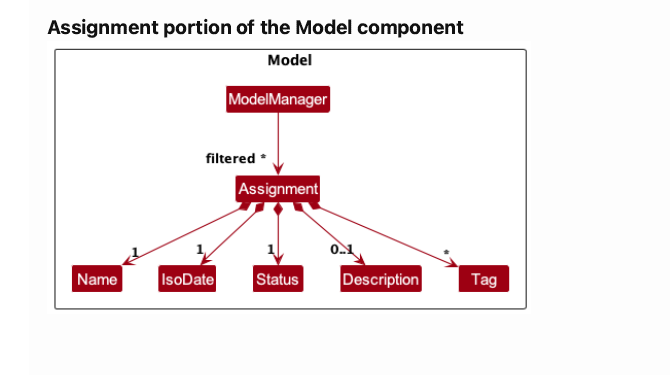 Assignment portion of the Model component
Model
ModelManager
filtered *
Assignment
1 1 1 0..1 *
Name IsoDate Status Description Tag